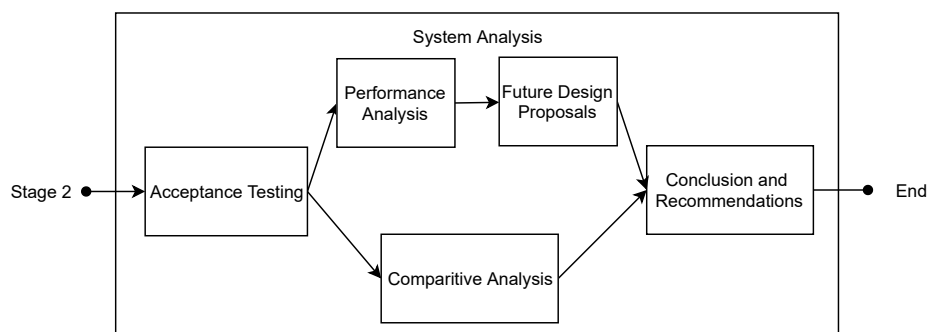 System Analysis
Performance
Analysis
Future Design
Proposals
Stage 2
Acceptance Testing
Conclusion and
Recommendations
End
Comparitive Analysis